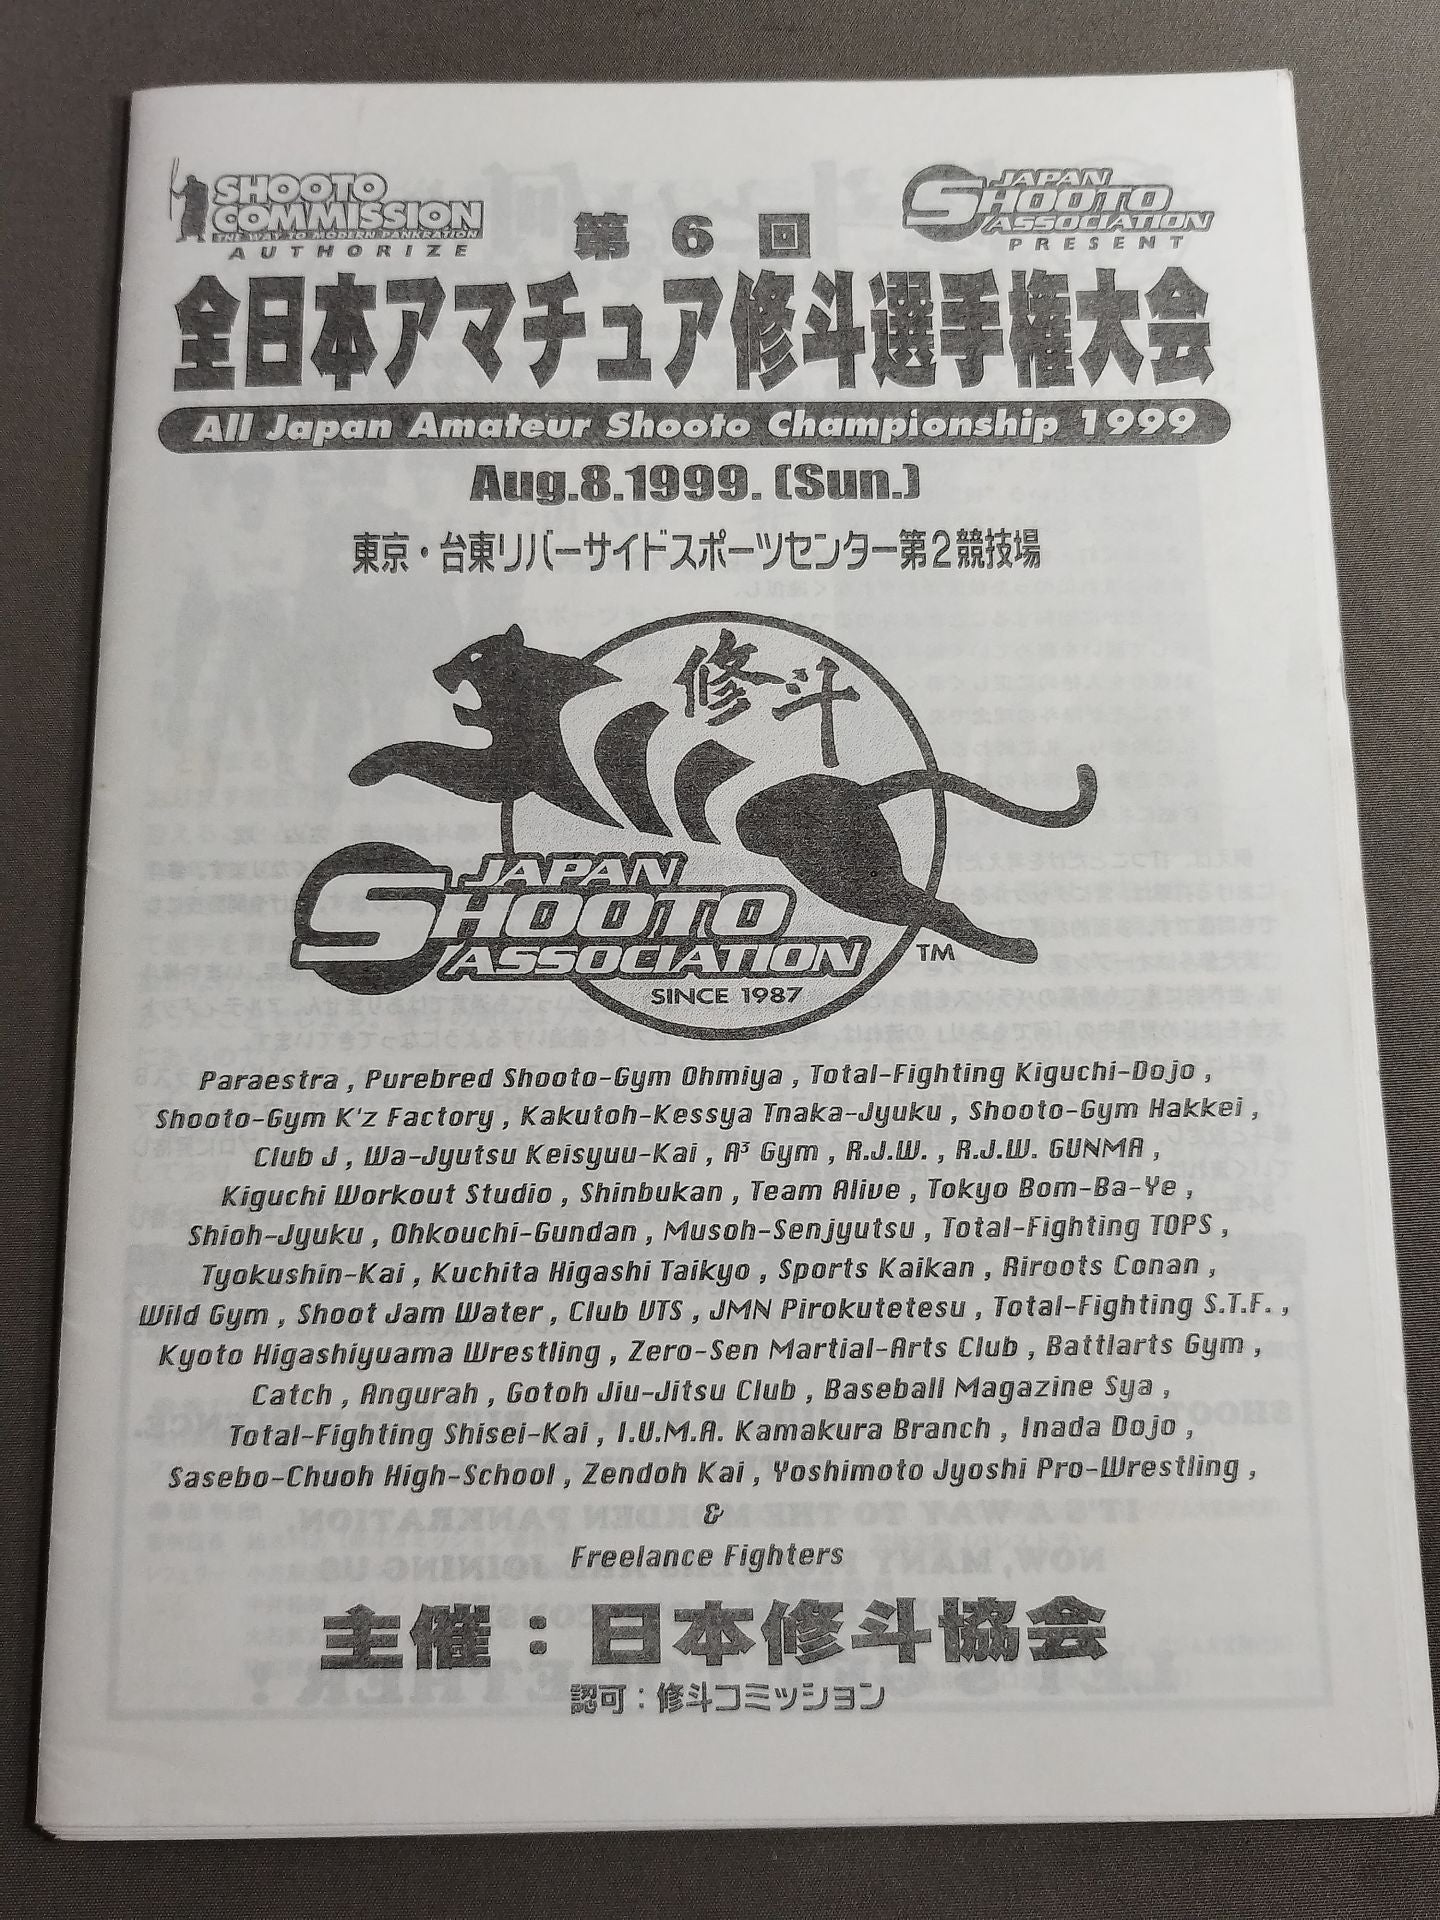 SHOOTO
COMMISSION
THE WAY TO MODERN PANKRATION
AUTHORIZE
JAPAN
SHOOTO
ASSOCIATION
PRESENT
第6回
全日本アマチュア修斗選手権大会
All Japan Amateur Shooto Championship 1999
Aug.8.1999. (Sun.)
東京・台東リバーサイドスポーツセンター第2競技場
修斗
JAPAN
SHOOTO
ASSOCIATION
TM
SINCE 1987
Paraestra , Purebred Shooto-Gym Ohmiya , Total-Fighting Kiguchi-Dojo ,
Shooto-Gym K'z Factory , Kakutoh-Kessya Tnaka-Jyuku , Shooto-Gym Hakkei ,
Club J , Wa-Jyutsu Keisyuu-Kai , A³ Gym , R.J.W. , R.J.W. GUNMA ,
Kiguchi Workout Studio , Shinbukan , Team Alive , Tokyo Bom-Ba-Ye ,
Shioh-Jyuku , Ohkouchi-Gundan , Musoh-Senjyutsu , Total-Fighting TOPS ,
Tyokushin-Kai , Kuchita Higashi Taikyo , Sports Kaikan , Riroots Conan ,
Wild Gym , Shoot Jam Water , Club UTS , JMN Pirokutetesu , Total-Fighting S.T.F. ,
Kyoto Higashiyuama Wrestling , Zero-Sen Martial-Arts Club , Battlarts Gym ,
Catch , Angurah , Gotoh Jiu-Jitsu Club , Baseball Magazine Sya ,
Total-Fighting Shisei-Kai , I.U.M.A. Kamakura Branch , Inada Dojo ,
Sasebo-Chuoh High-School , Zendoh Kai , Yoshimoto Jyoshi Pro-Wrestling ,
&
Freelance Fighters
主催：日本修斗協会
認可：修斗コミッション